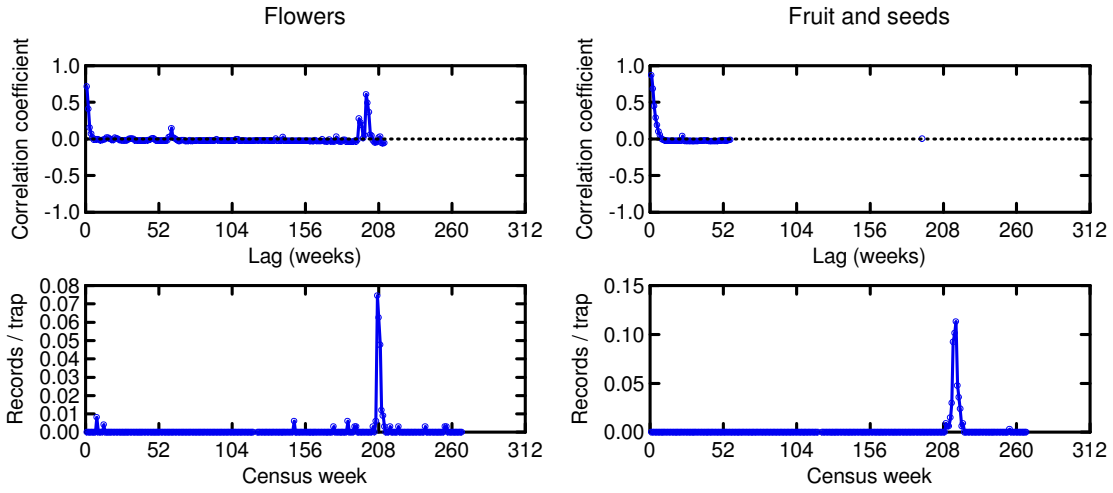 Flowers
Fruit and seeds
Correlation coefficient
1.0
0.5
0.0
-0.5
-1.0
0 52 104 156 208 260 312
Lag (weeks)
Correlation coefficient
1.0
0.5
0.0
-0.5
-1.0
0 52 104 156 208 260 312
Lag (weeks)
Records / trap
0.08
0.07
0.06
0.05
0.04
0.03
0.02
0.01
0.00
0 52 104 156 208 260 312
Census week
Records / trap
0.15
0.10
0.05
0.00
0 52 104 156 208 260 312
Census week